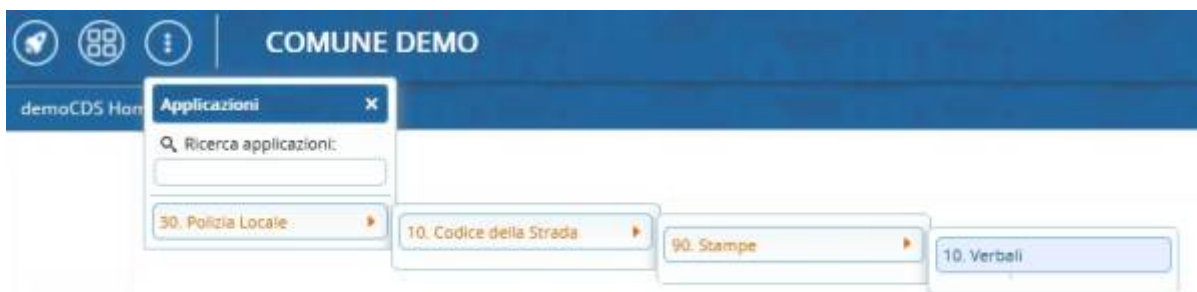 COMUNE DEMO
demoCDS Hom
Applicazioni
Ricerca applicazioni:
30. Polizia Locale
10. Codice della Strada
90. Stampe
10. Verbali